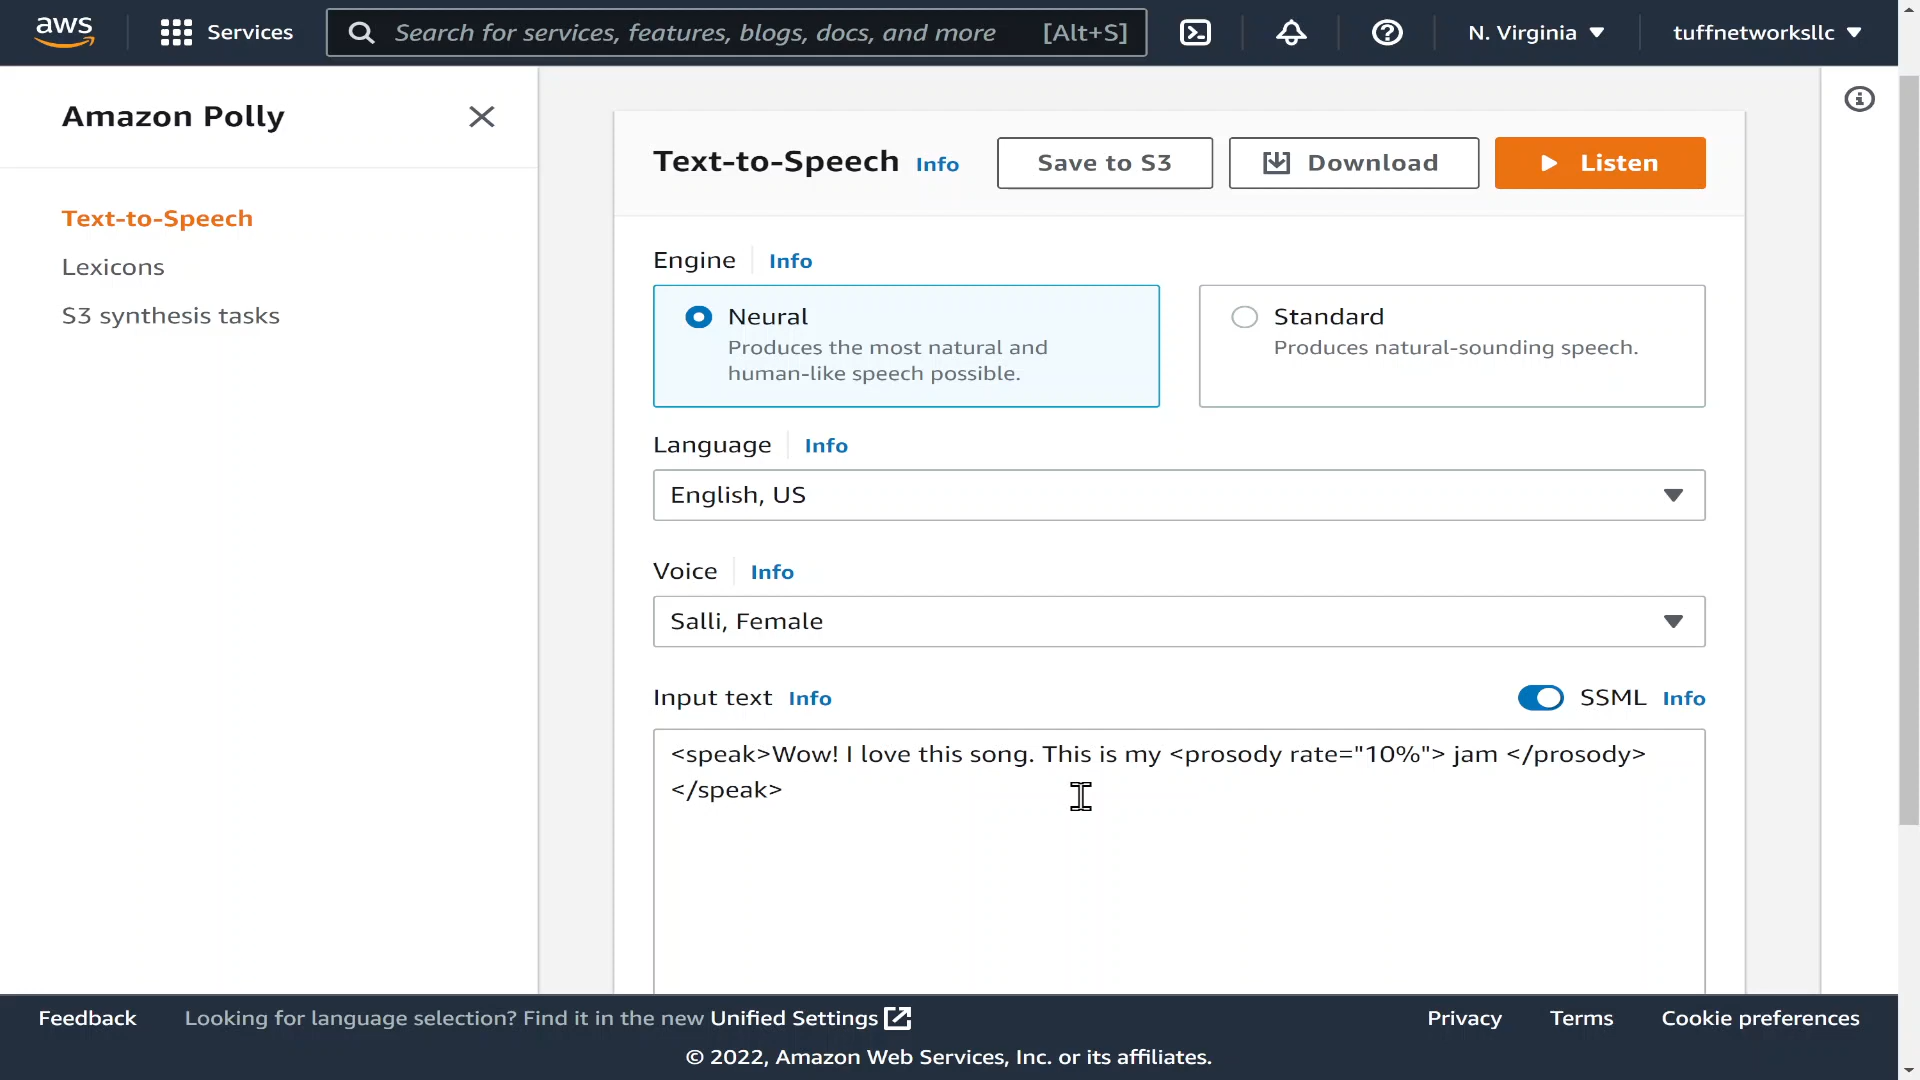 aws
Services
Search for services, features, blogs, docs, and more [Alt+S]
N. Virginia
tuffnetworksllc
Amazon Polly
Text-to-Speech
Lexicons
S3 synthesis tasks
Text-to-Speech Info
Save to S3
Download
Listen
Engine Info
Neural
Produces the most natural and
human-like speech possible.
Standard
Produces natural-sounding speech.
Language Info
English, US
Voice Info
Salli, Female
Input text Info
SSML Info
<speak>Wow! I love this song. This is my <prosody rate="10%"> jam </prosody>
</speak>
Feedback
Looking for language selection? Find it in the new Unified Settings
Privacy
Terms
Cookie preferences
© 2022, Amazon Web Services, Inc. or its affiliates.